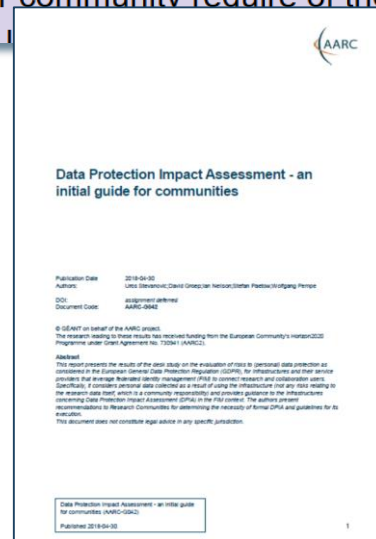 community require of the
AARC
Data Protection Impact Assessment - an
initial guide for communities
Publication Date 2018-04-30
Authors: Uros Stevanovic;David Groep;Ian Neilson;Stefan Paetow;Wolfgang Pempe
DOI: assignment deferred
Document Code: AARC-G042
© GÉANT on behalf of the AARC project.
The research leading to these results has received funding from the European Community's Horizon2020
Programme under Grant Agreement No. 730941 (AARC2).
Abstract
This report presents the results of the desk study on the evaluation of risks to (personal) data protection as
considered in the European General Data Protection Regulation (GDPR), for infrastructures and their service
providers that leverage federated identity management (FIM) to connect research and collaboration users.
Specifically, it considers personal data collected as a result of using the infrastructure (not any risks relating to
the research data itself, which is a community responsibility) and provides guidance to the Infrastructures
concerning Data Protection Impact Assessment (DPIA) in the FIM context. The authors present
recommendations to Research Communities for determining the necessity of formal DPIA and guidelines for its
execution.
This document does not constitute legal advice in any specific jurisdiction.
Data Protection Impact Assessment - an initial guide
for communities (AARC-G042)
Published 2018-04-30
1